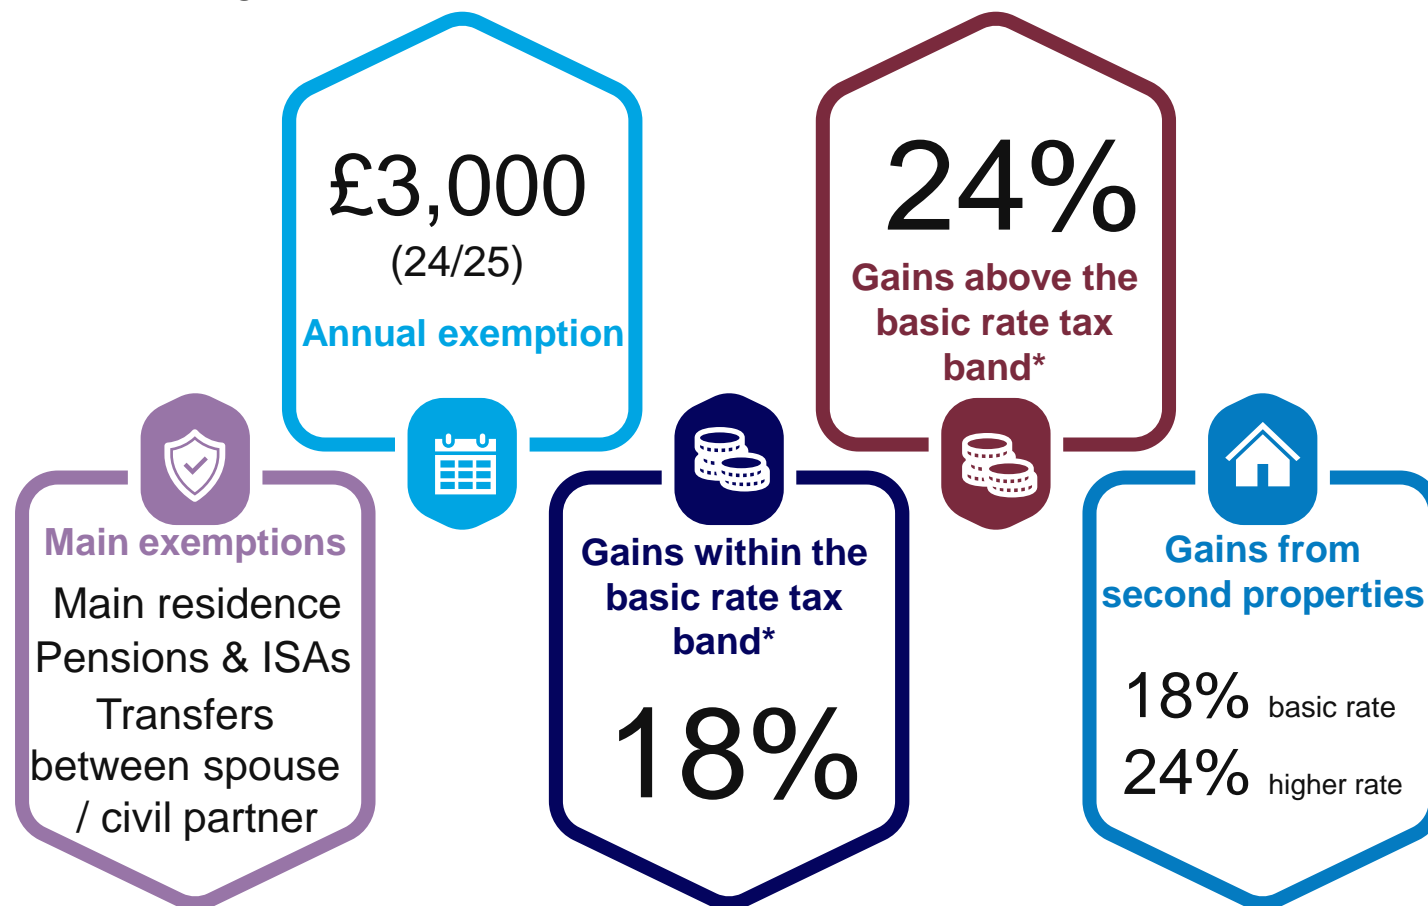 £3,000
(24/25)
Annual exemption
24%
Gains above the
basic rate tax
band*
Main exemptions
Main residence
Pensions & ISAs
Transfers
between spouse
/ civil partner
Gains within the
basic rate tax
band*
18%
Gains from
second properties
18% basic rate
24% higher rate